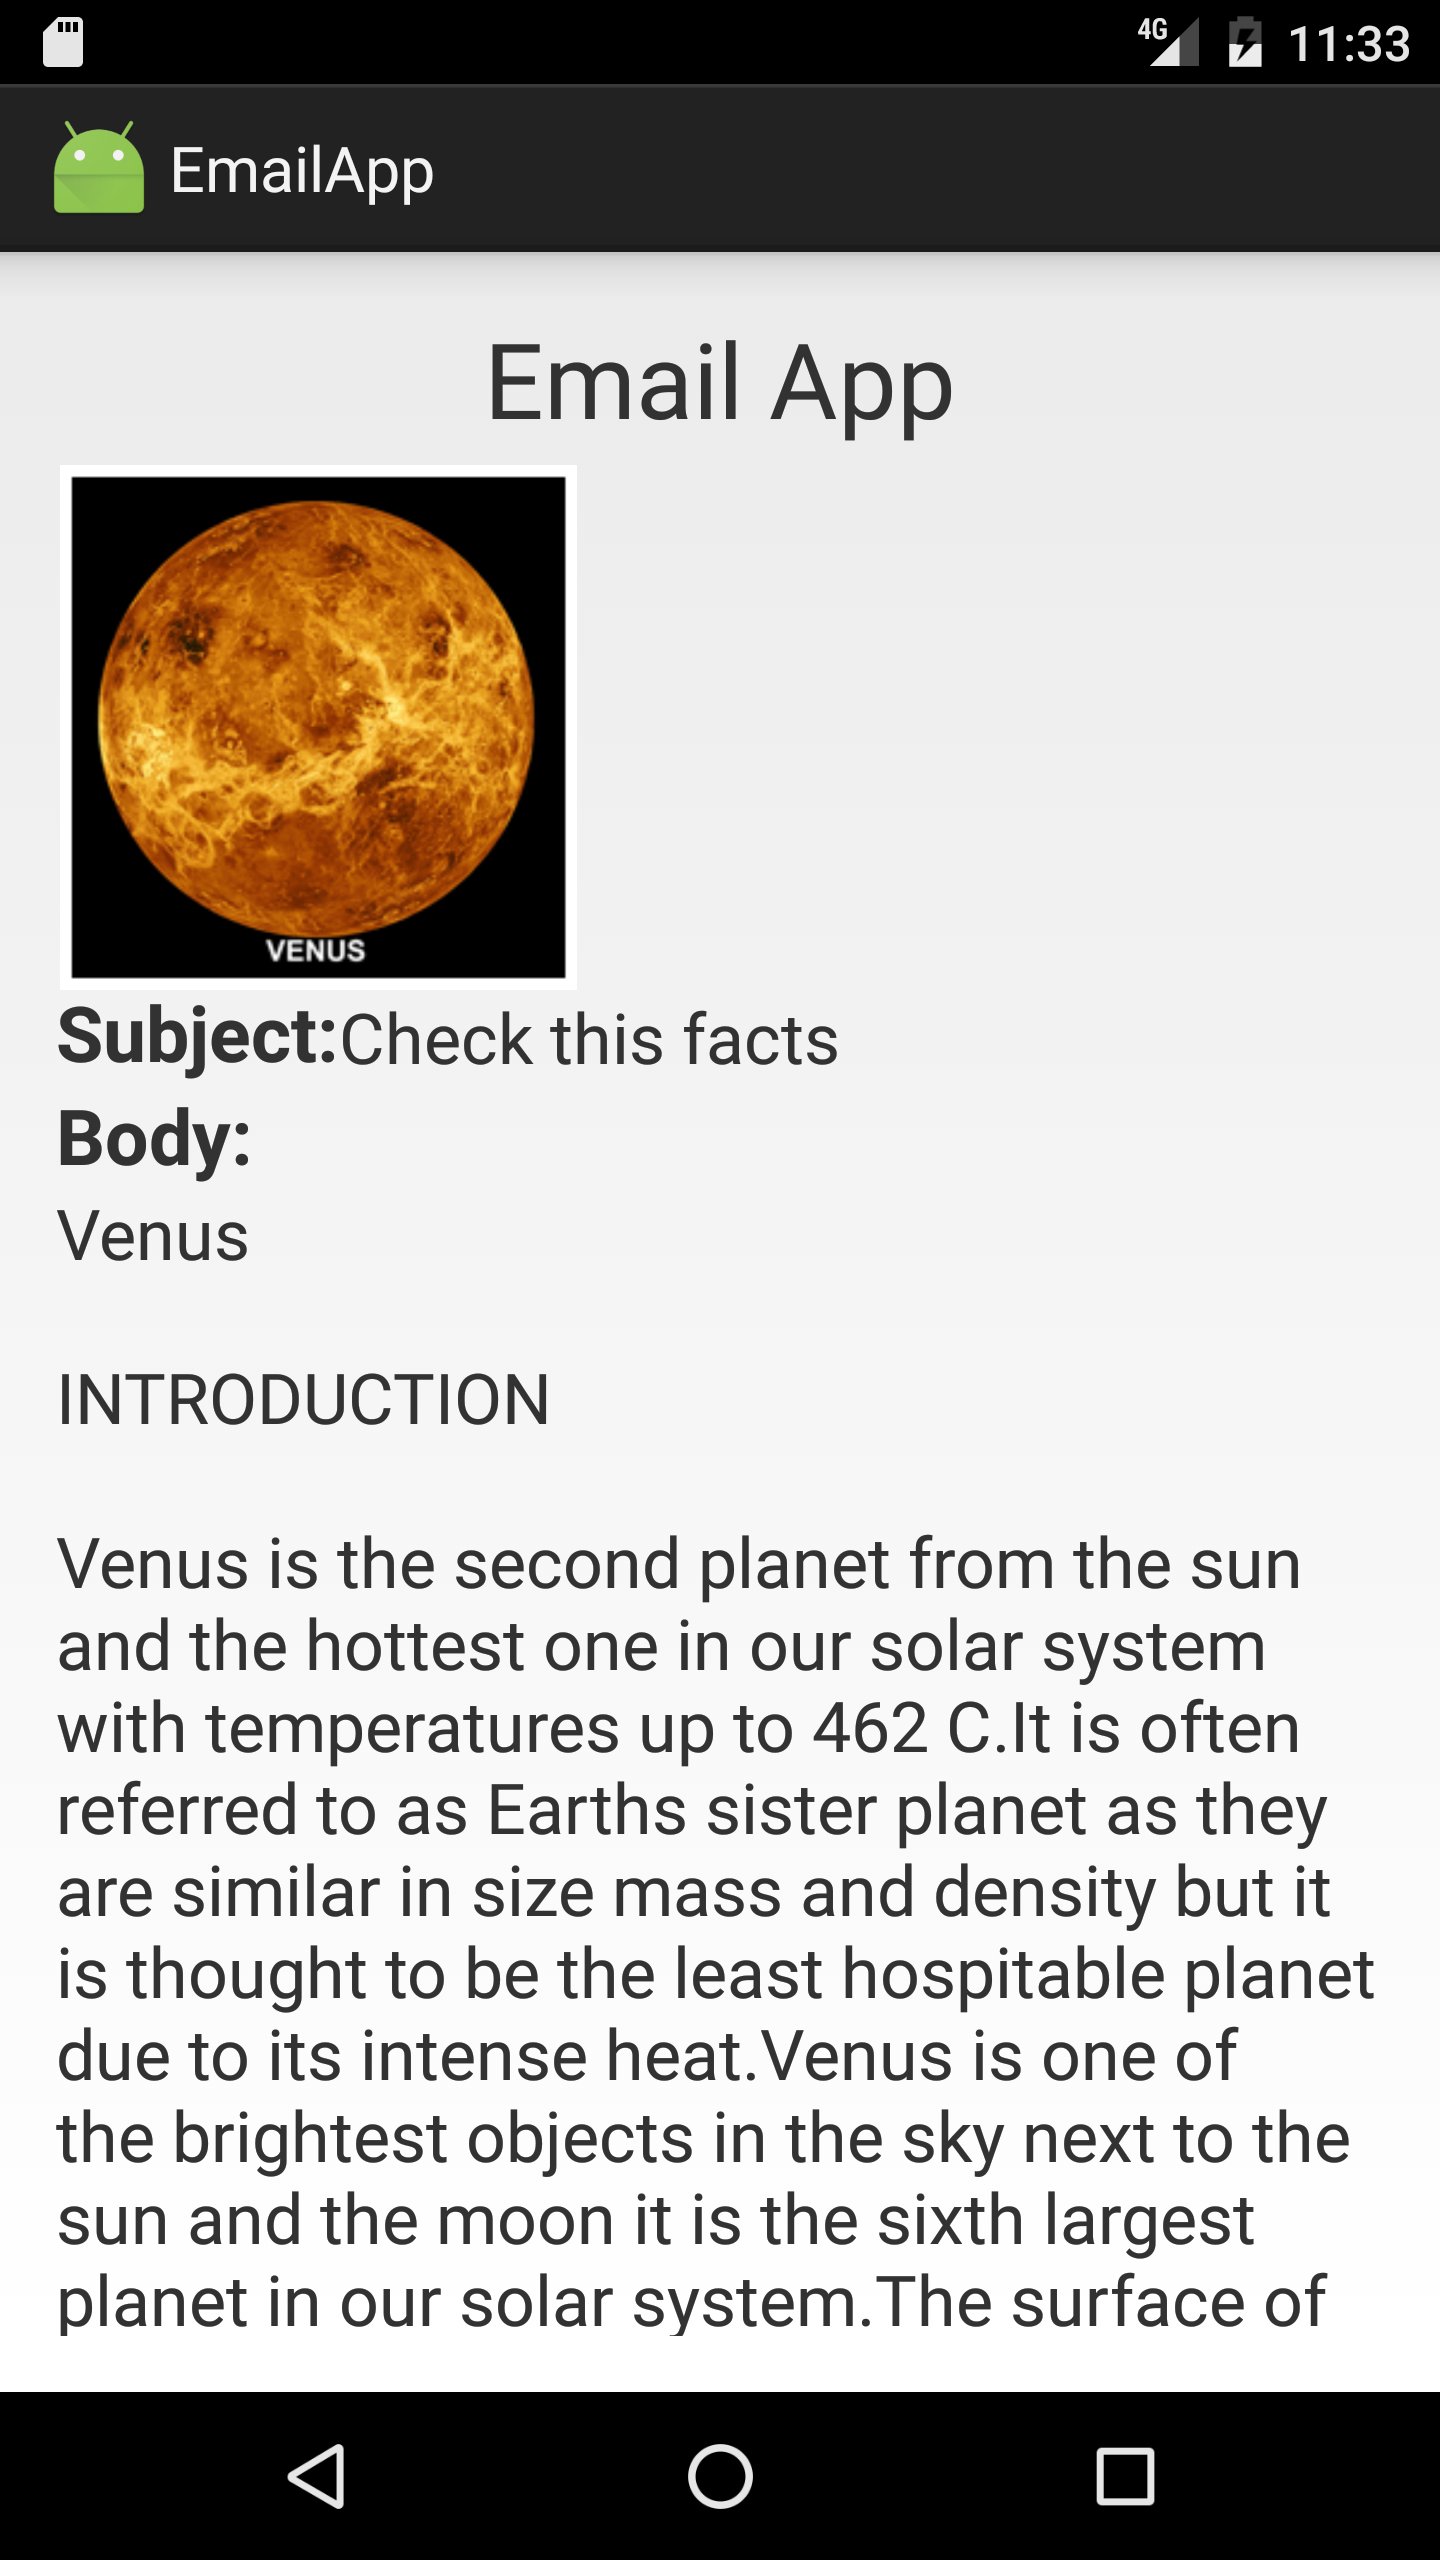 4G 11:33
EmailApp
Email App
VENUS
Subject:Check this facts
Body:
Venus
INTRODUCTION
Venus is the second planet from the sun
and the hottest one in our solar system
with temperatures up to 462 C.It is often
referred to as Earths sister planet as they
are similar in size mass and density but it
is thought to be the least hospitable planet
due to its intense heat.Venus is one of
the brightest objects in the sky next to the
sun and the moon it is the sixth largest
planet in our solar system.The surface of